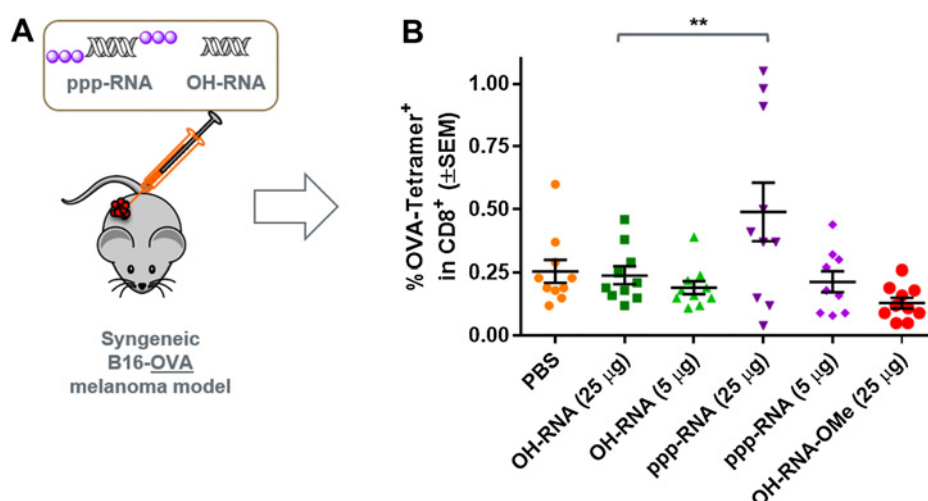 A
ppp-RNA OH-RNA
Syngeneic
B16-OVA
melanoma model
B
**
% OVA-Tetramer⁺
in CD8⁺ (±SEM)
1.00
0.75
0.50
0.25
0.00
PBS
OH-RNA (25 µg)
OH-RNA (5 µg)
ppp-RNA (25 µg)
ppp-RNA (5 µg)
OH-RNA-OMe (25 µg)